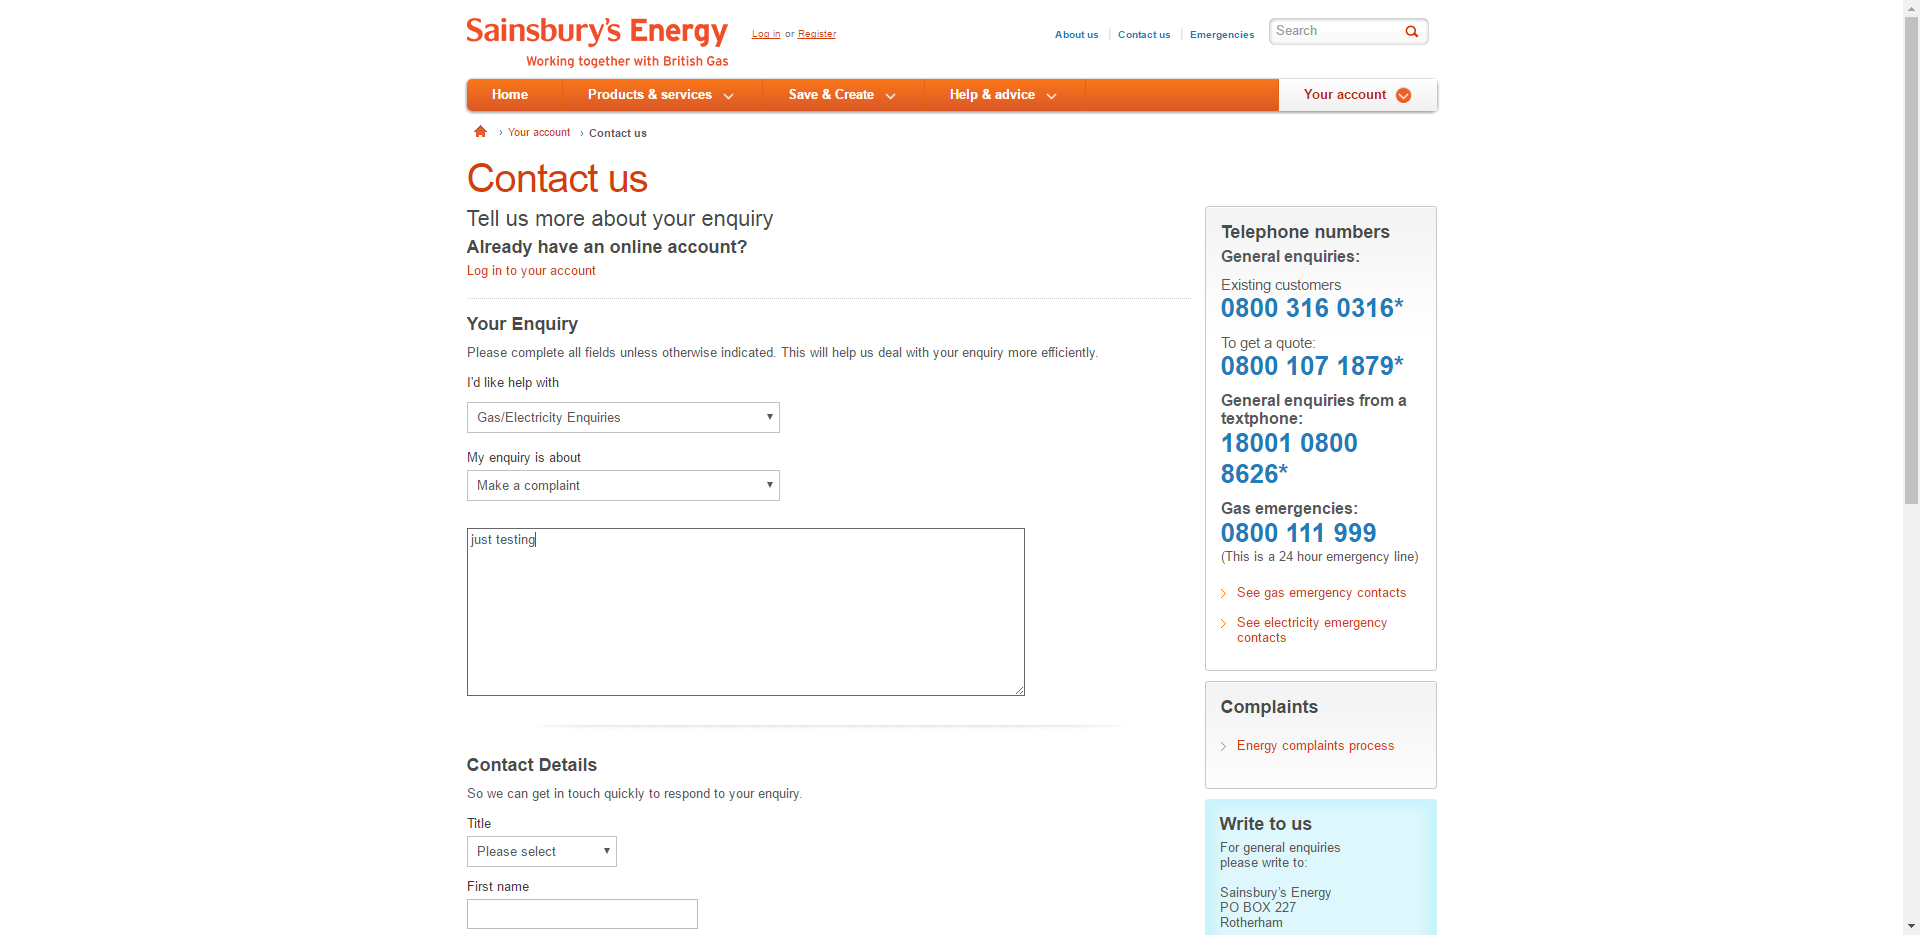 Sainsbury's Energy
Working together with British Gas
Log in or Register
About us
Contact us
Emergencies
Search
Home
Products & services
Save & Create
Help & advice
Your account
› Your account › Contact us
Contact us
Tell us more about your enquiry
Already have an online account?
Log in to your account
Your Enquiry
Please complete all fields unless otherwise indicated. This will help us deal with your enquiry more efficiently.
I'd like help with
Gas/Electricity Enquiries
My enquiry is about
Make a complaint
just testing
Contact Details
So we can get in touch quickly to respond to your enquiry.
Title
Please select
First name
Telephone numbers
General enquiries:
Existing customers
0800 316 0316*
To get a quote:
0800 107 1879*
General enquiries from a
textphone:
18001 0800
8626*
Gas emergencies:
0800 111 999
(This is a 24 hour emergency line)
See gas emergency contacts
See electricity emergency
contacts
Complaints
Energy complaints process
Write to us
For general enquiries
please write to:
Sainsbury's Energy
PO BOX 227
Rotherham